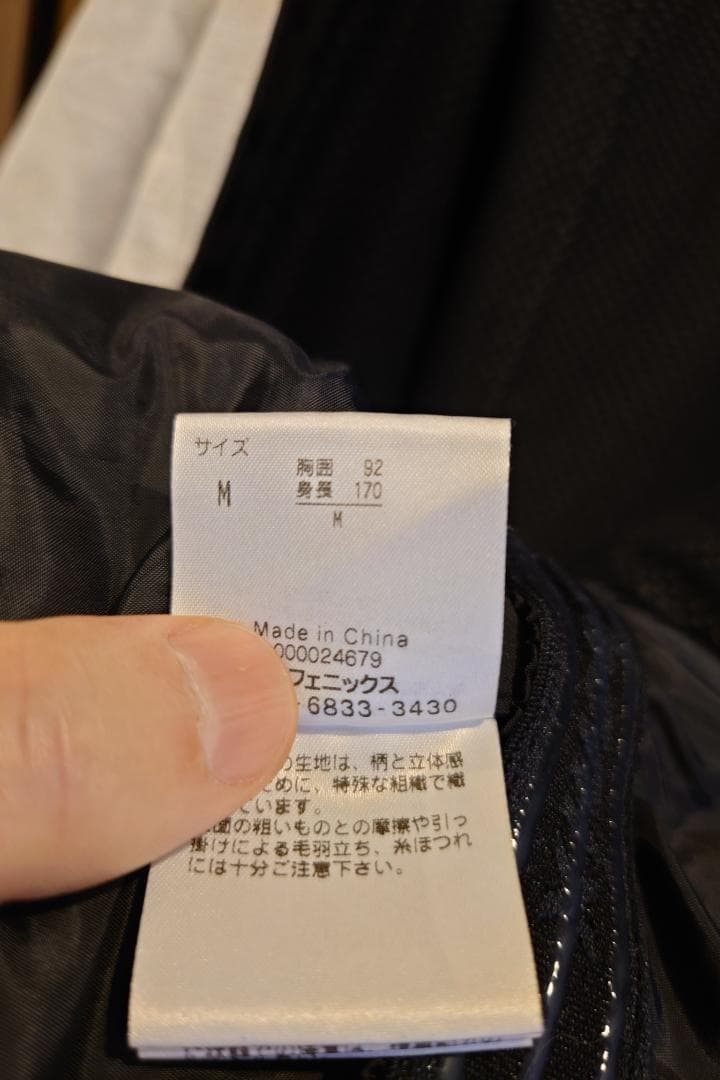 サイズ
M
胸囲 92
身長 170
M
Made in China
000024679
フェニックス
6833-3430
の生地は、柄と立体感
ために、特殊な組織で織
ています。
面の粗いものとの摩擦や引っ
掛けによる毛羽立ち、糸ほつれ
には十分ご注意下さい。